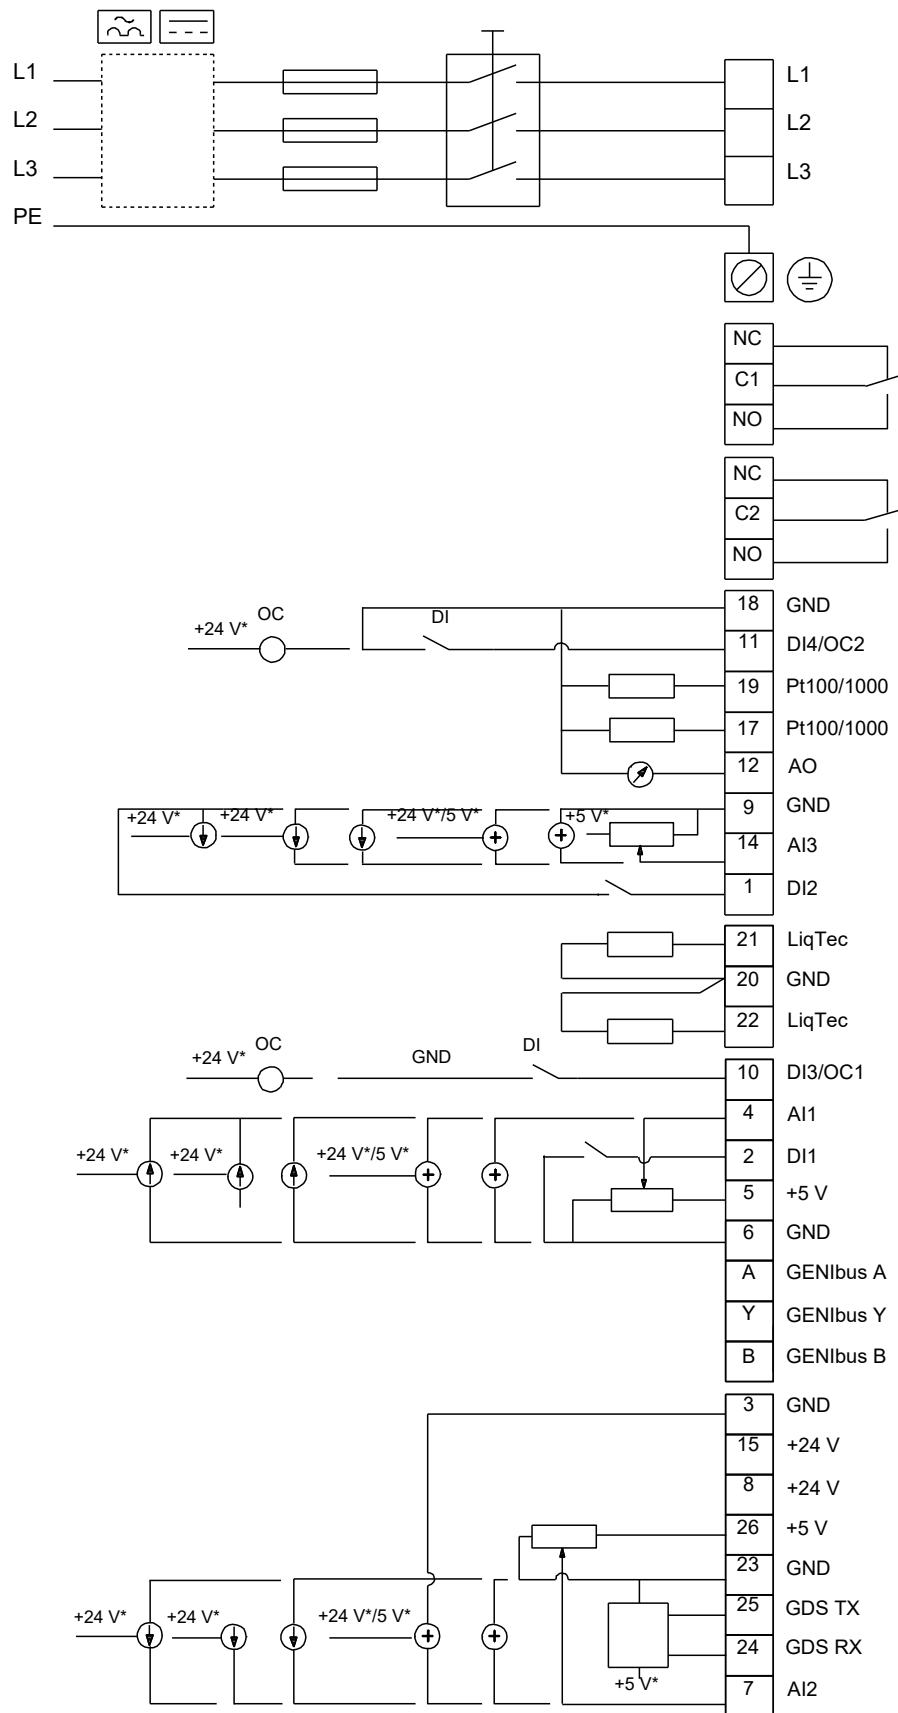 L1
L1
L2
L2
L3
L3
PE
NC
C1
NO
NC
C2
NO
18 GND
OC
DI
+24 V*
11 DI4/OC2
19 Pt100/1000
17 Pt100/1000
12 AO
9 GND
+24 V* +24 V* +24 V*/5 V* +5 V*
14 AI3
1 DI2
21 LiqTec
20 GND
22 LiqTec
OC
DI
+24 V*
GND
10 DI3/OC1
4 AI1
+24 V* +24 V* +24 V*/5 V*
2 DI1
5 +5 V
6 GND
A GENIbus A
Y GENIbus Y
B GENIbus B
3 GND
15 +24 V
8 +24 V
26 +5 V
23 GND
25 GDS TX
+24 V* +24 V* +24 V*/5 V*
24 GDS RX
+5 V*
7 AI2